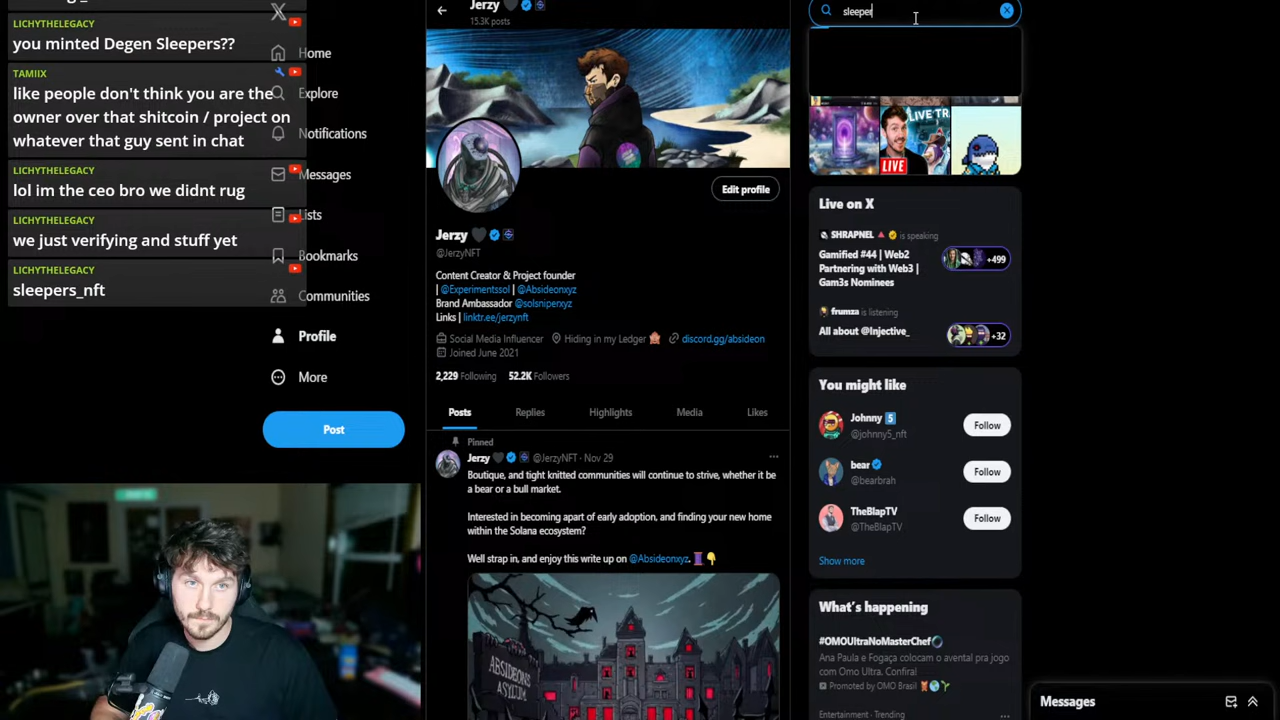 LICHYTHELEGACY
you minted Degen Sleepers??
TAMIIX
like people don't think you are the
owner over that shitcoin / project on
whatever that guy sent in chat
LICHYTHELEGACY
lol im the ceo bro we didnt rug
LICHYTHELEGACY
we just verifying and stuff yet
LICHYTHELEGACY
sleepers_nft
Home
Explore
Notifications
Messages
Lists
Bookmarks
Communities
Profile
More
Post
Jerzy
15.3K posts
Edit profile
Jerzy
@JerzyNFT
Content Creator & Project founder
| @Experimentssol | @Absideonxyz
Brand Ambassador @solsniperxyz
Links | linktr.ee/jerzynft
Social Media Influencer Hiding in my Ledger discord.gg/absideon
Joined June 2021
2,229 Following 52.2K Followers
Posts Replies Highlights Media Likes
Pinned
Jerzy @JerzyNFT · Nov 29
Boutique, and tight knitted communities will continue to strive, whether it be
a bear or a bull market.
Interested in becoming apart of early adoption, and finding your new home
within the Solana ecosystem?
Well strap in, and enjoy this write up on @Absideonxyz.
ABSIDEONS
ASYLUM
sleeper
LIVE TR
LIVE
Live on X
SHRAPNEL is speaking
Gamified #44 | Web2
Partnering with Web3 |
Gam3s Nominees
+499
frumza is listening
All about @Injective_
+32
You might like
Johnny 5
@johnny5_nft
Follow
bear
@bearbrah
Follow
TheBlapTV
@TheBlapTV
Follow
Show more
What's happening
#OMOUltraNoMasterChef
Ana Paula e Fogaça colocam o avental pra jogo
com Omo Ultra. Confira!
Promoted by OMO Brasil
Entertainment · Trending
Messages